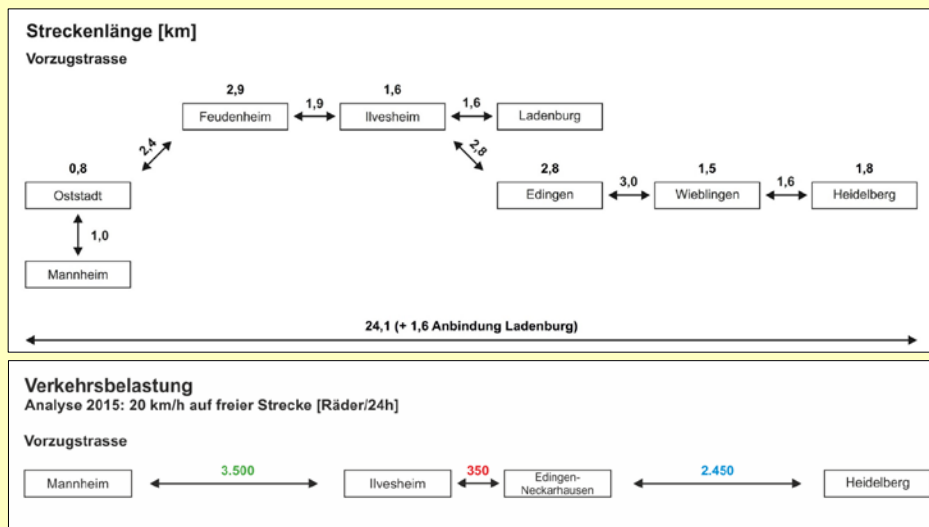 Streckenlänge [km]
Vorzugstrasse
2,9 1,6
Feudenheim 1,9 Ilvesheim 1,6 Ladenburg
2,4 2,8
0,8 2,8 1,5 1,8
Oststadt Edingen 3,0 Wieblingen 1,6 Heidelberg
1,0
Mannheim
24,1 (+ 1,6 Anbindung Ladenburg)
Verkehrsbelastung
Analyse 2015: 20 km/h auf freier Strecke [Räder/24h]
Vorzugstrasse
3.500 350 2.450
Mannheim Ilvesheim Edingen- Heidelberg
Neckarhausen